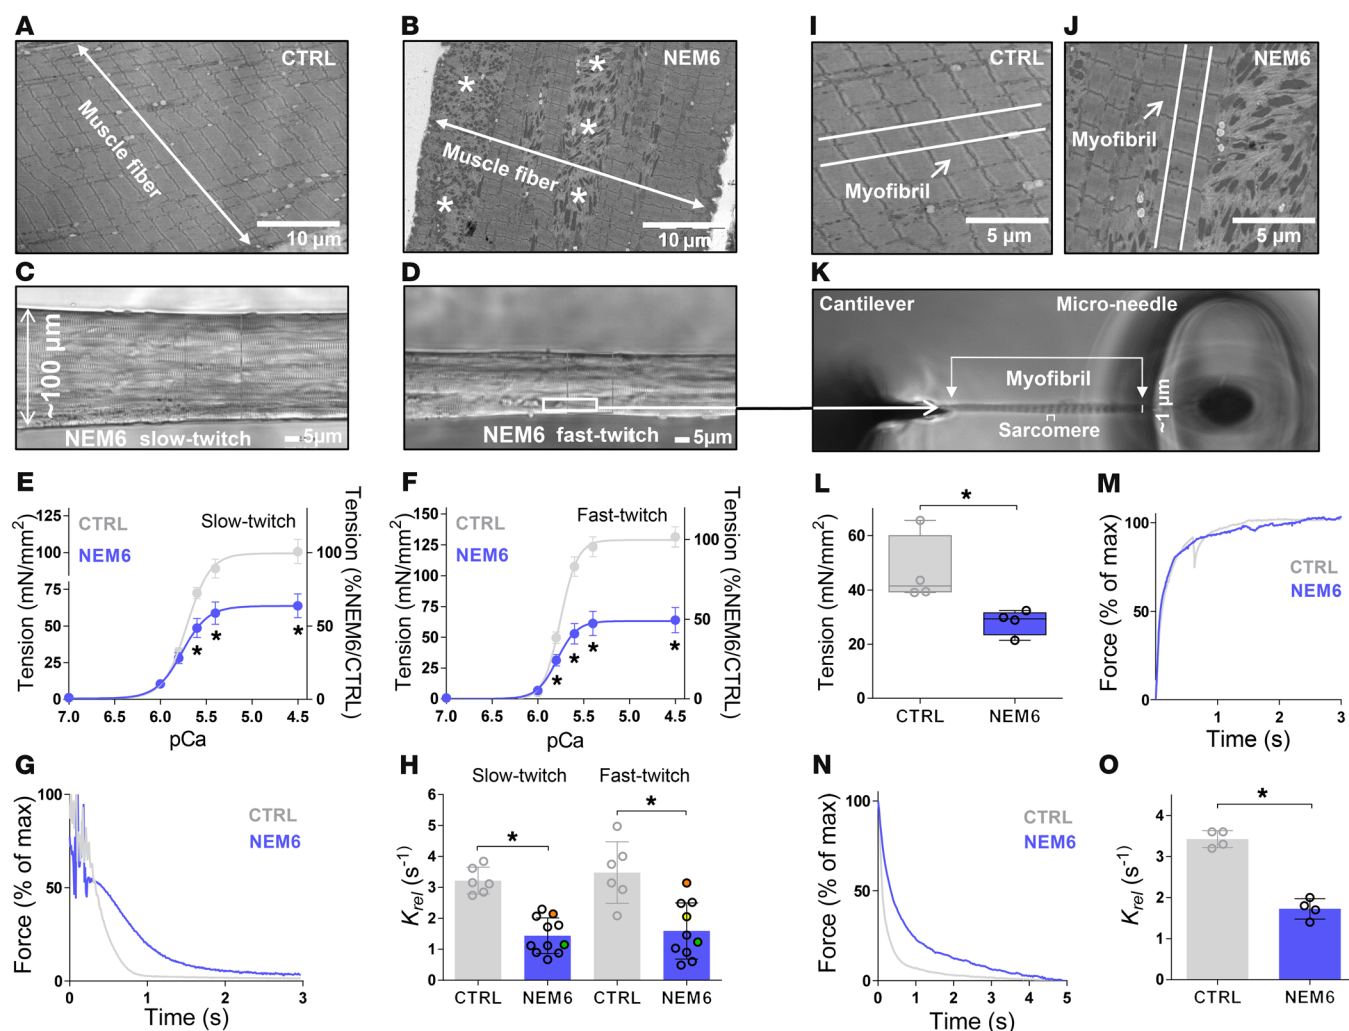 A
CTRL
Muscle fiber
10 µm
B
NEM6
*
*
*
*
*
Muscle fiber
10 µm
I
CTRL
Myofibril
5 µm
J
NEM6
Myofibril
5 µm
C
~100 µm
NEM6 slow-twitch
5µm
D
NEM6 fast-twitch
5µm
K
Cantilever
Micro-needle
Myofibril
Sarcomere
~1 µm
E
Slow-twitch
CTRL
NEM6
Tension (mN/mm²)
Tension (%NEM6/CTRL)
125
100
75
50
25
0
100
50
0
*
*
*
7.0 6.5 6.0 5.5 5.0 4.5
pCa
F
Fast-twitch
CTRL
NEM6
Tension (mN/mm²)
Tension (%NEM6/CTRL)
150
125
100
75
50
25
0
100
50
0
*
*
*
*
7.0 6.5 6.0 5.5 5.0 4.5
pCa
L
*
Tension (mN/mm²)
60
40
20
0
CTRL NEM6
M
Force (% of max)
100
50
0
CTRL
NEM6
1 2 3
Time (s)
G
Force (% of max)
100
50
0
CTRL
NEM6
0 1 2 3
Time (s)
H
Slow-twitch Fast-twitch
*
*
Krel (s⁻¹)
6
5
4
3
2
1
0
CTRL NEM6 CTRL NEM6
N
Force (% of max)
100
50
0
CTRL
NEM6
0 1 2 3 4 5
Time (s)
O
*
Krel (s⁻¹)
4
3
2
1
0
CTRL NEM6